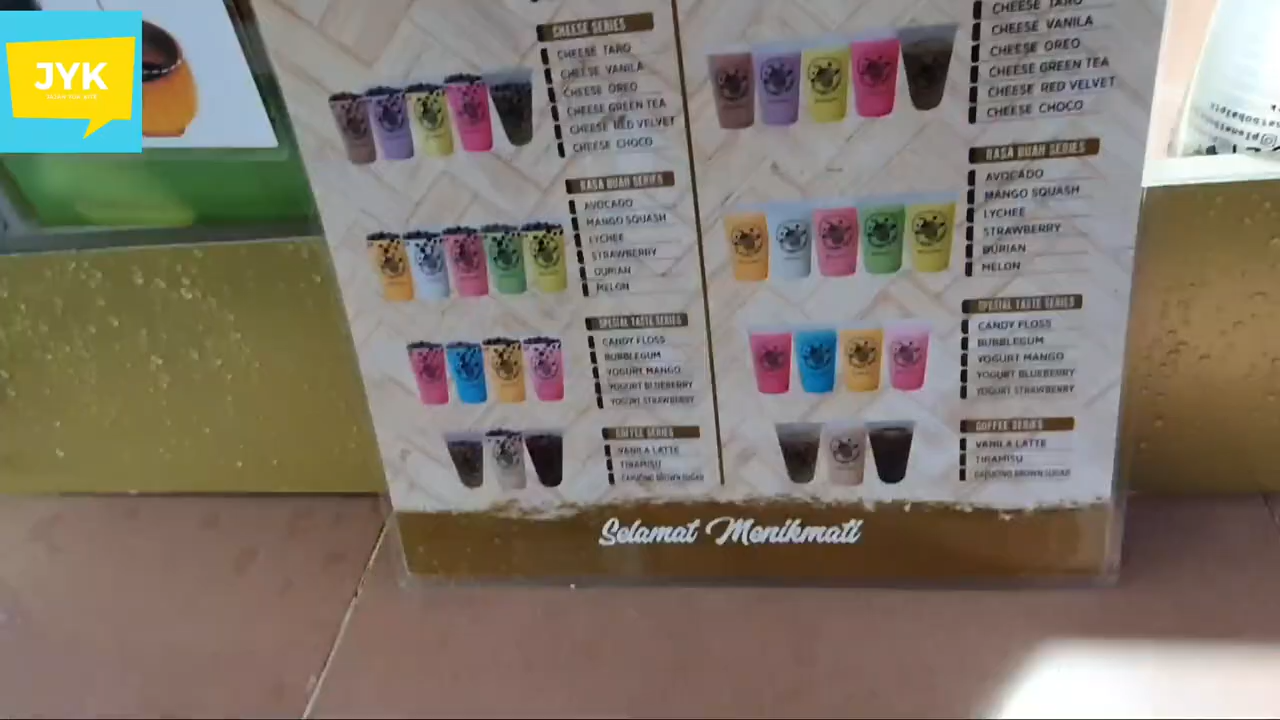 JYK
CHEESE SERIES
CHEESE TARO
CHEESE VANILA
CHEESE OREO
CHEESE GREEN TEA
CHEESE RED VELVET
CHEESE CHOCO
RASA BUAH SERIES
AVOCADO
MANGO SQUASH
LYCHEE
STRAWBERRY
DURIAN
MELON
SPECIAL TASTE SERIES
CANDY FLOSS
BUBBLEGUM
YOGURT MANGO
YOGURT BLUEBERRY
YOGURT STRAWBERRY
COFFEE SERIES
VANILA LATTE
TIRAMISU
CHEESE TARO
CHEESE VANILA
CHEESE OREO
CHEESE GREEN TEA
CHEESE RED VELVET
CHEESE CHOCO
RASA BUAH SERIES
AVOCADO
MANGO SQUASH
LYCHEE
STRAWBERRY
DURIAN
MELON
SPECIAL TASTE SERIES
CANDY FLOSS
BUBBLEGUM
YOGURT MANGO
YOGURT BLUEBERRY
YOGURT STRAWBERRY
COFFEE SERIES
VANILA LATTE
TIRAMISU
Selamat Menikmati